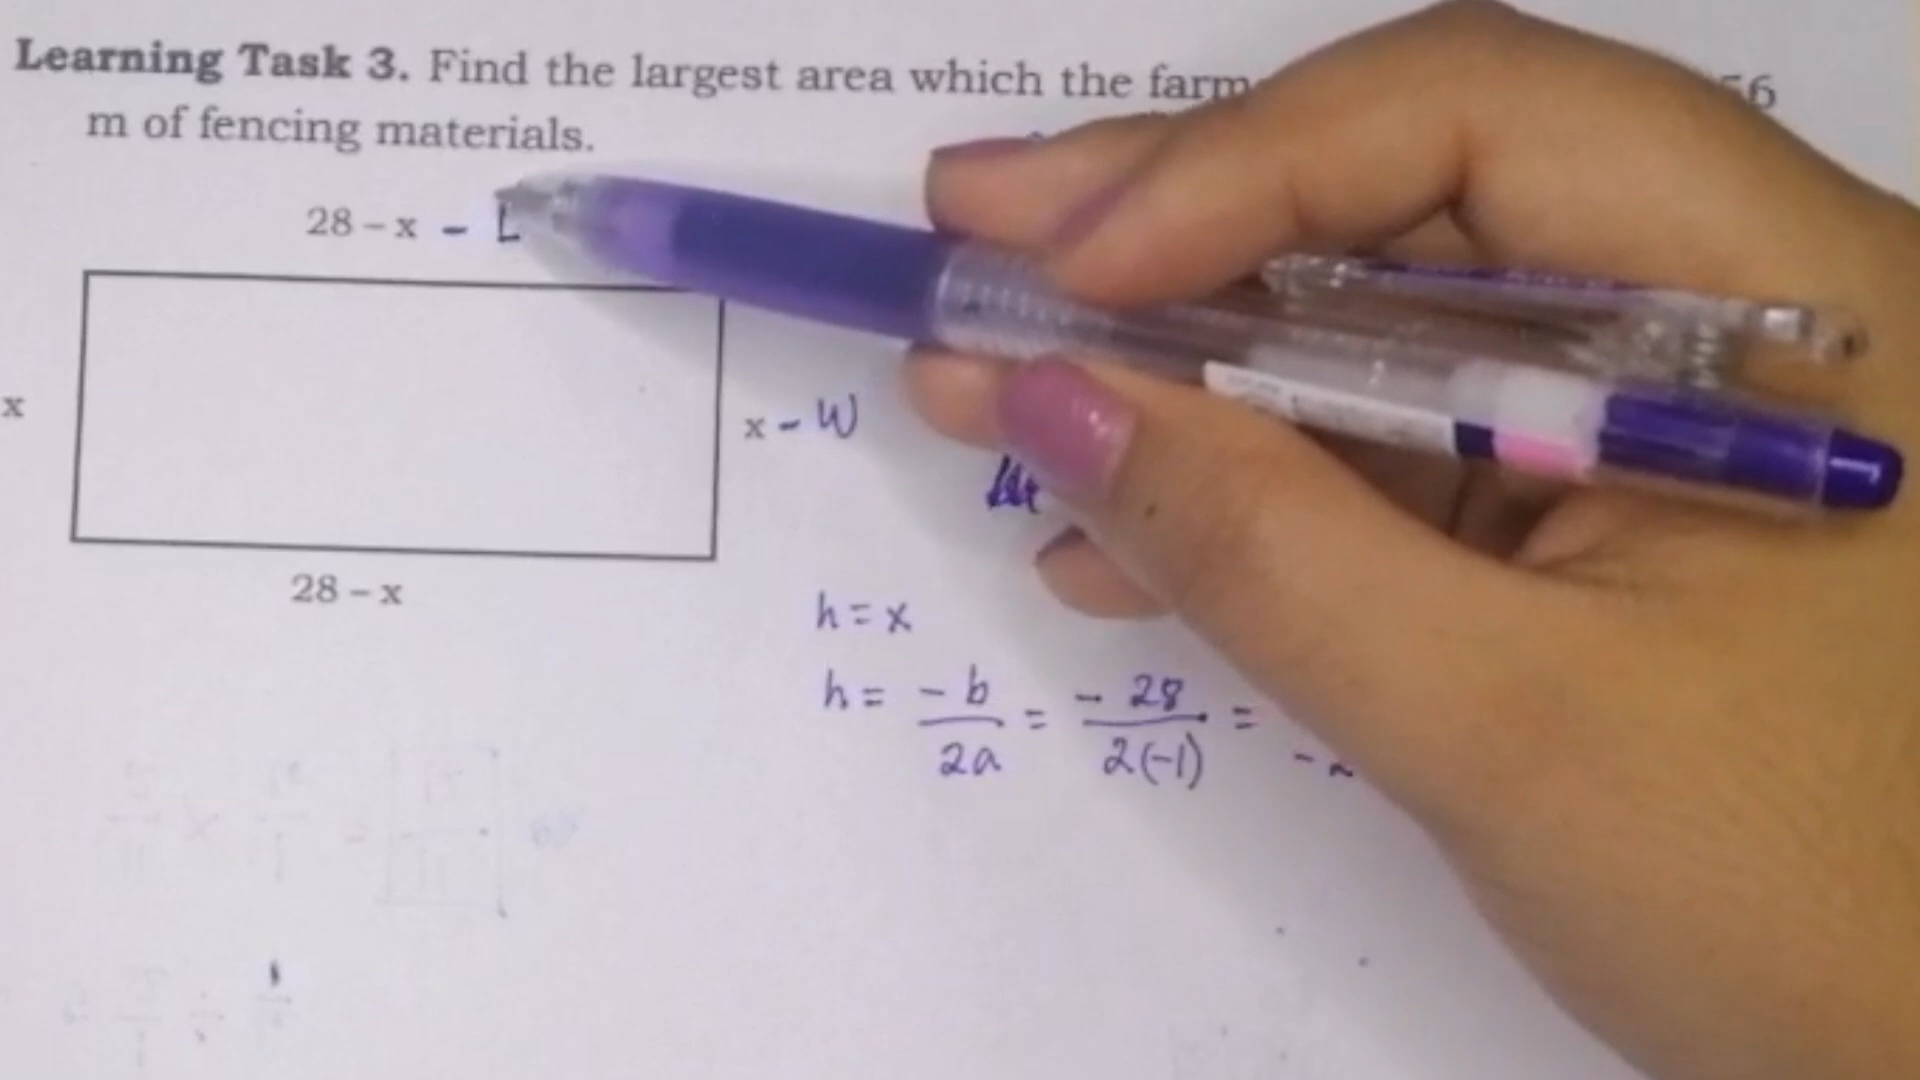 Learning Task 3. Find the largest area which the farm 56
m of fencing materials.
28 – x - L
x
x - W
28 – x
h = x
h = - b / 2a = - 28 / 2(-1) =